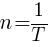 n = 1/T